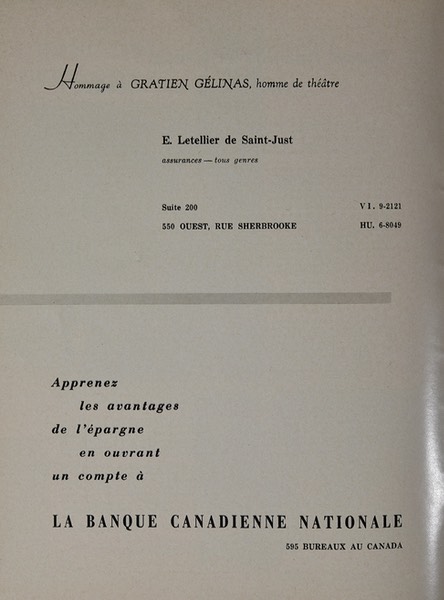 Hommage à GRATIEN GÉLINAS, homme de théâtre
E. Letellier de Saint-Just
assurances — tous genres
Suite 200 VI. 9-2121
550 OUEST, RUE SHERBROOKE HU. 6-8049
Apprenez
les avantages
de l'épargne
en ouvrant
un compte à
LA BANQUE CANADIENNE NATIONALE
595 BUREAUX AU CANADA